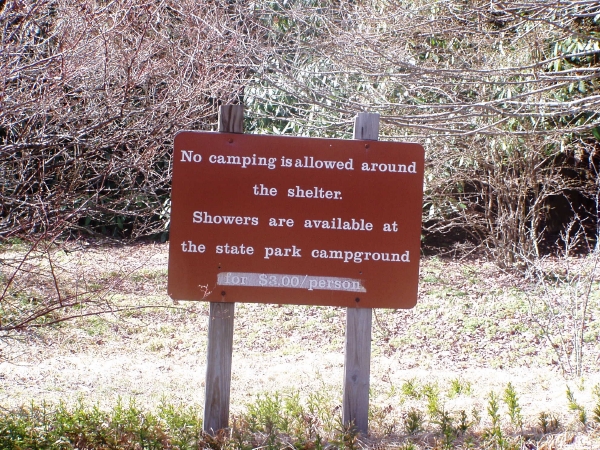 No camping is allowed around
the shelter.
Showers are available at
the state park campground
for $3.00/person